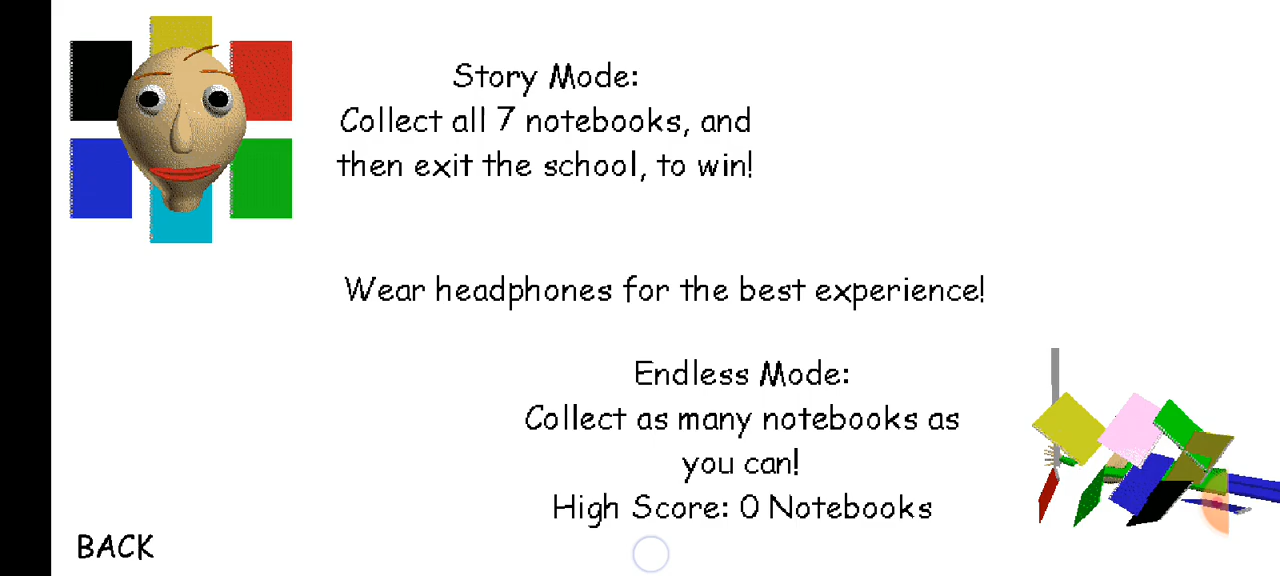 Story Mode:
Collect all 7 notebooks, and
then exit the school, to win!
Wear headphones for the best experience!
Endless Mode:
Collect as many notebooks as
you can!
High Score: 0 Notebooks
BACK